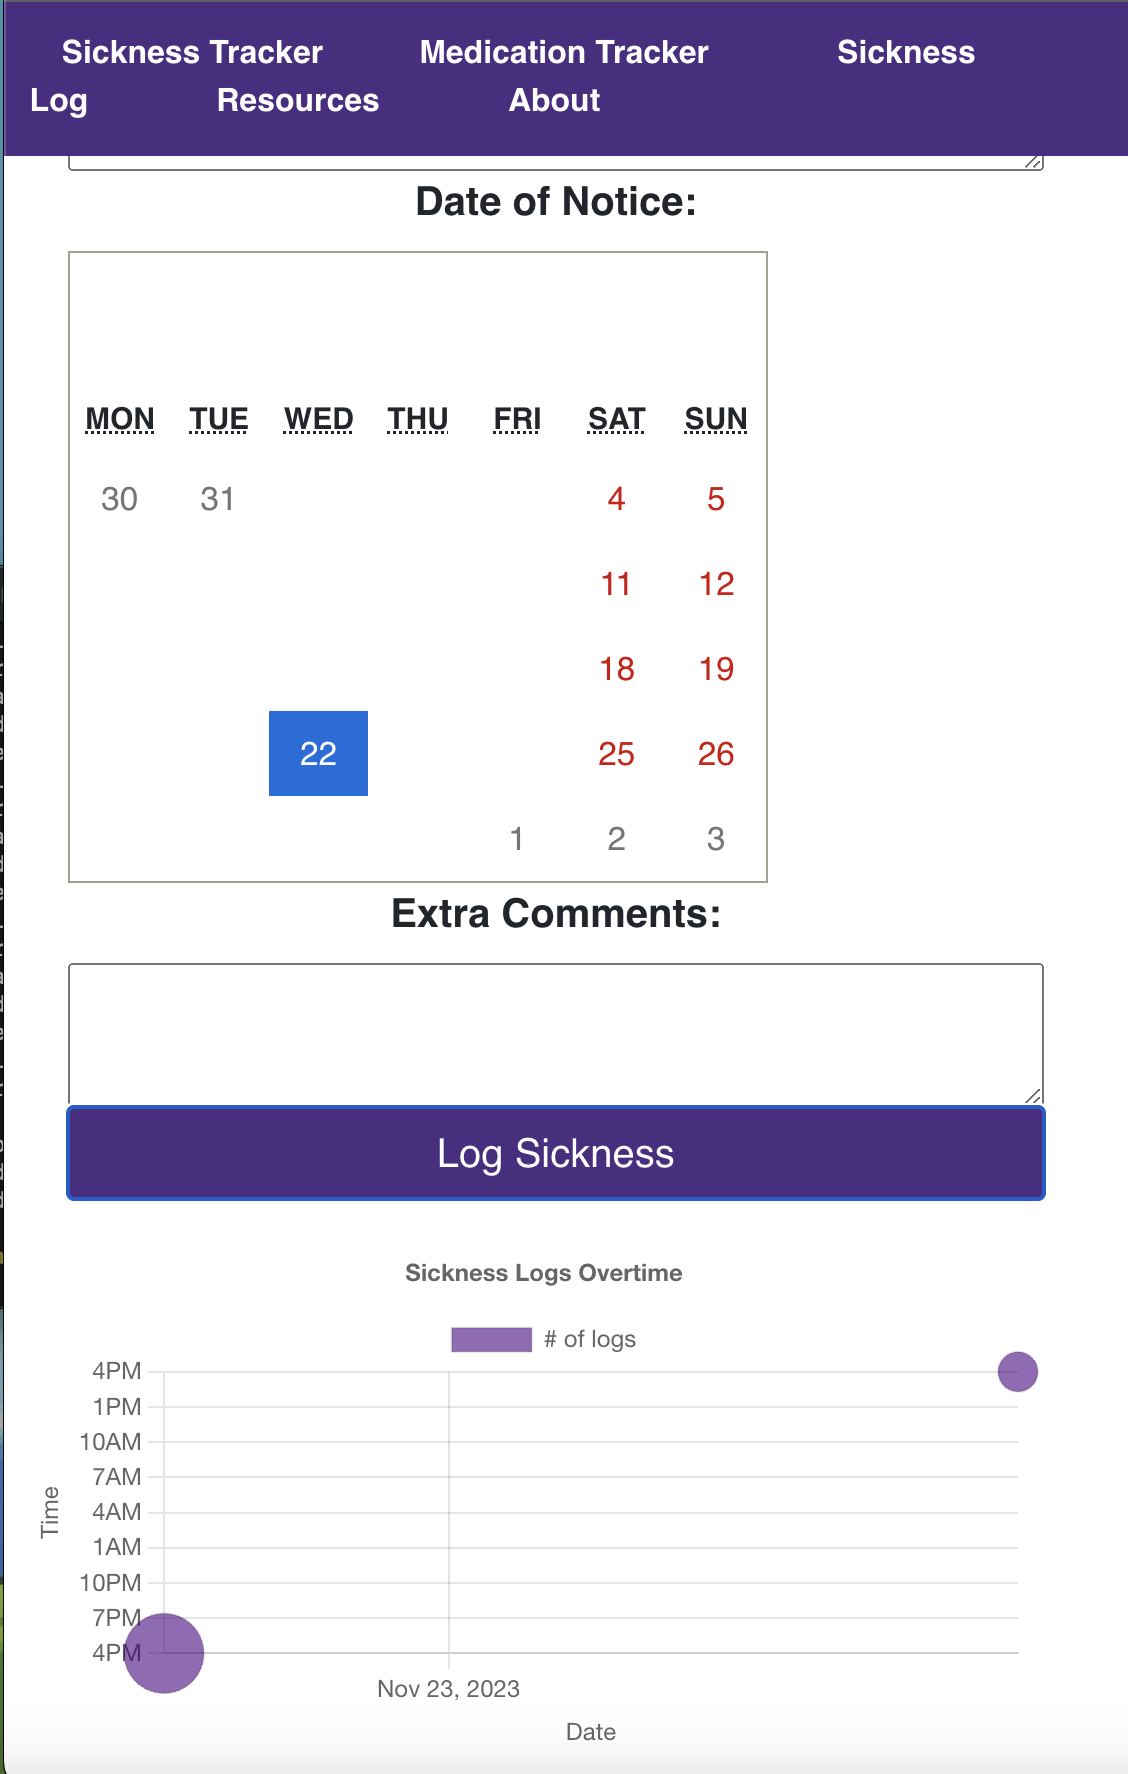 Sickness Tracker Medication Tracker Sickness
Log Resources About
Date of Notice:
MON TUE WED THU FRI SAT SUN
30 31 4 5
11 12
18 19
22 25 26
1 2 3
Extra Comments:
Log Sickness
Sickness Logs Overtime
# of logs
4PM
1PM
10AM
7AM
4AM
1AM
10PM
7PM
4PM
Time
Nov 23, 2023
Date